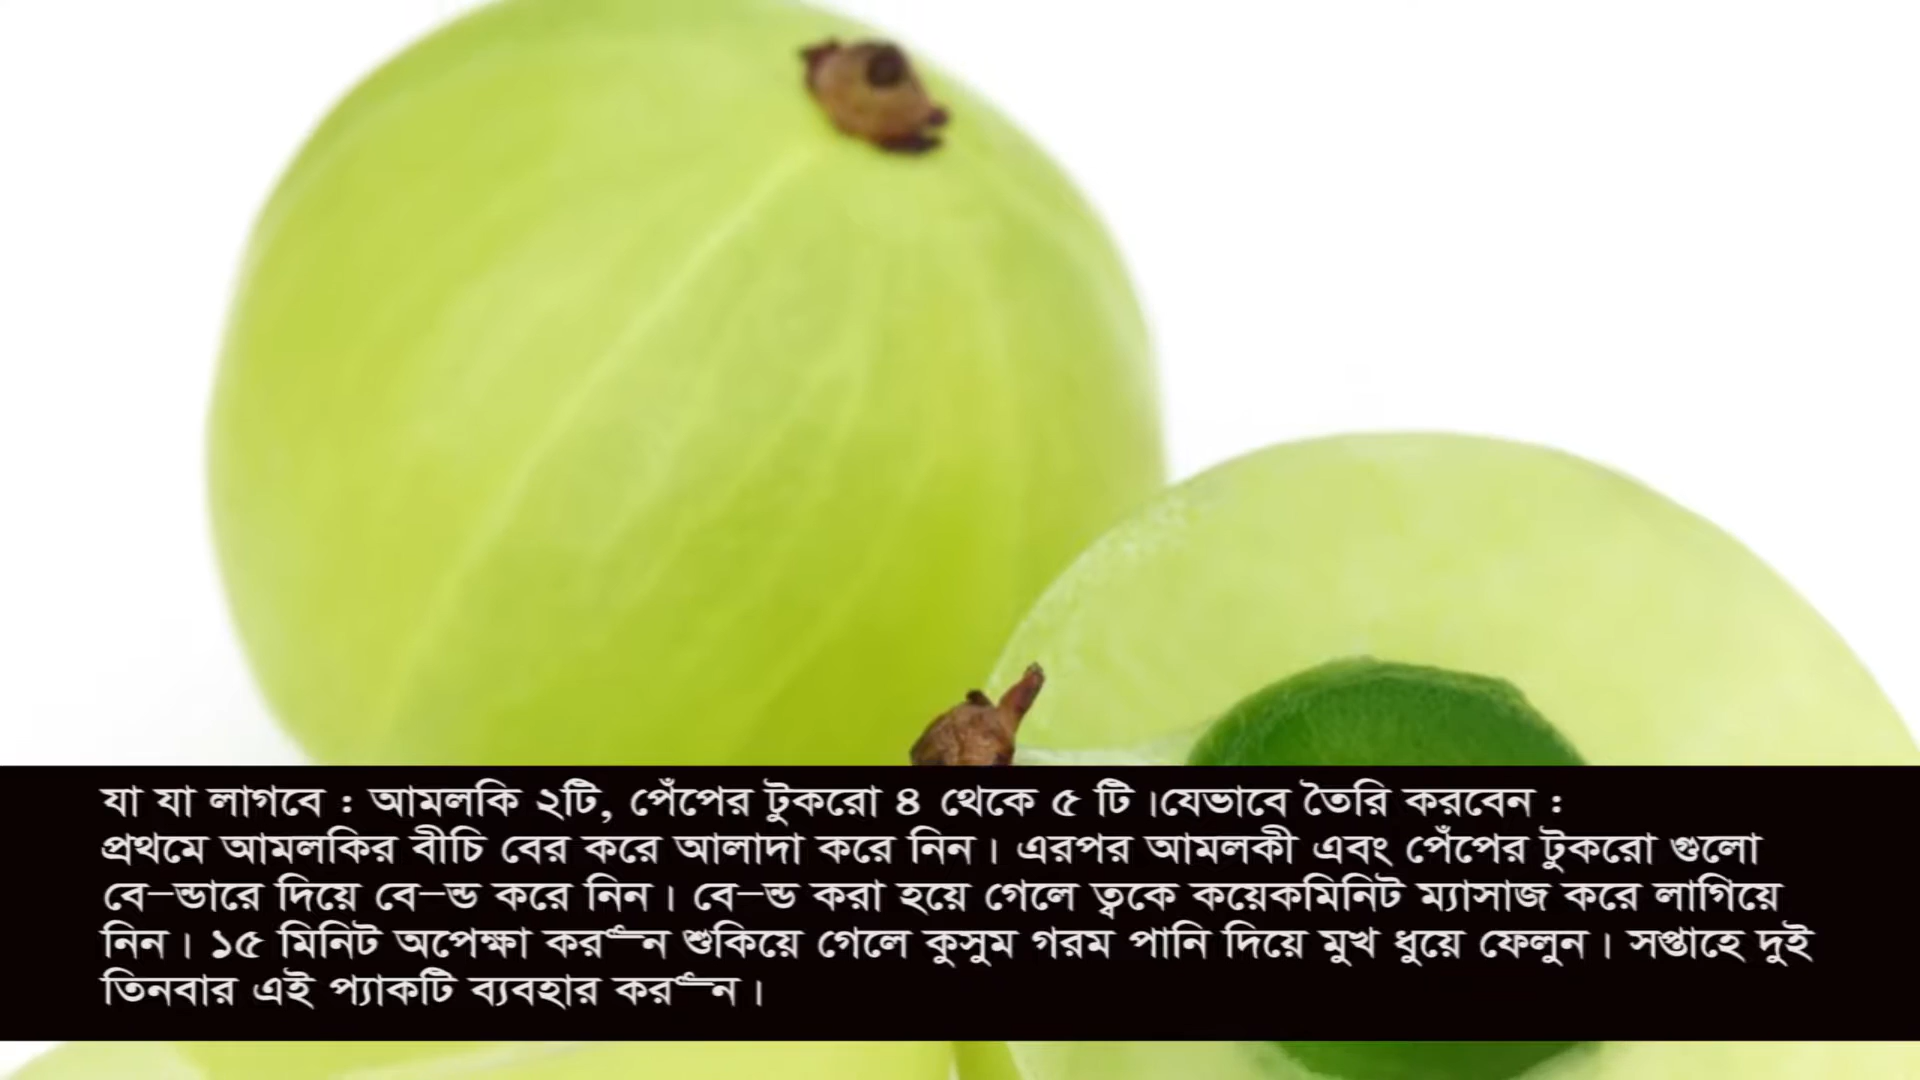 যা যা লাগবে : আমলকি ২টি, পেঁপের টুকরো ৪ থেকে ৫ টি।যেভাবে তৈরি করবেন :
প্রথমে আমলকির বীচি বের করে আলাদা করে নিন। এরপর আমলকী এবং পেঁপের টুকরো গুলো
বে–ন্ডারে দিয়ে বে–ন্ড করে নিন। বে–ন্ড করা হয়ে গেলে ত্বকে কয়েকমিনিট ম্যাসাজ করে লাগিয়ে
নিন। ১৫ মিনিট অপেক্ষা কর“ন শুকিয়ে গেলে কুসুম গরম পানি দিয়ে মুখ ধুয়ে ফেলুন। সপ্তাহে দুই
তিনবার এই প্যাকটি ব্যবহার কর“ন।